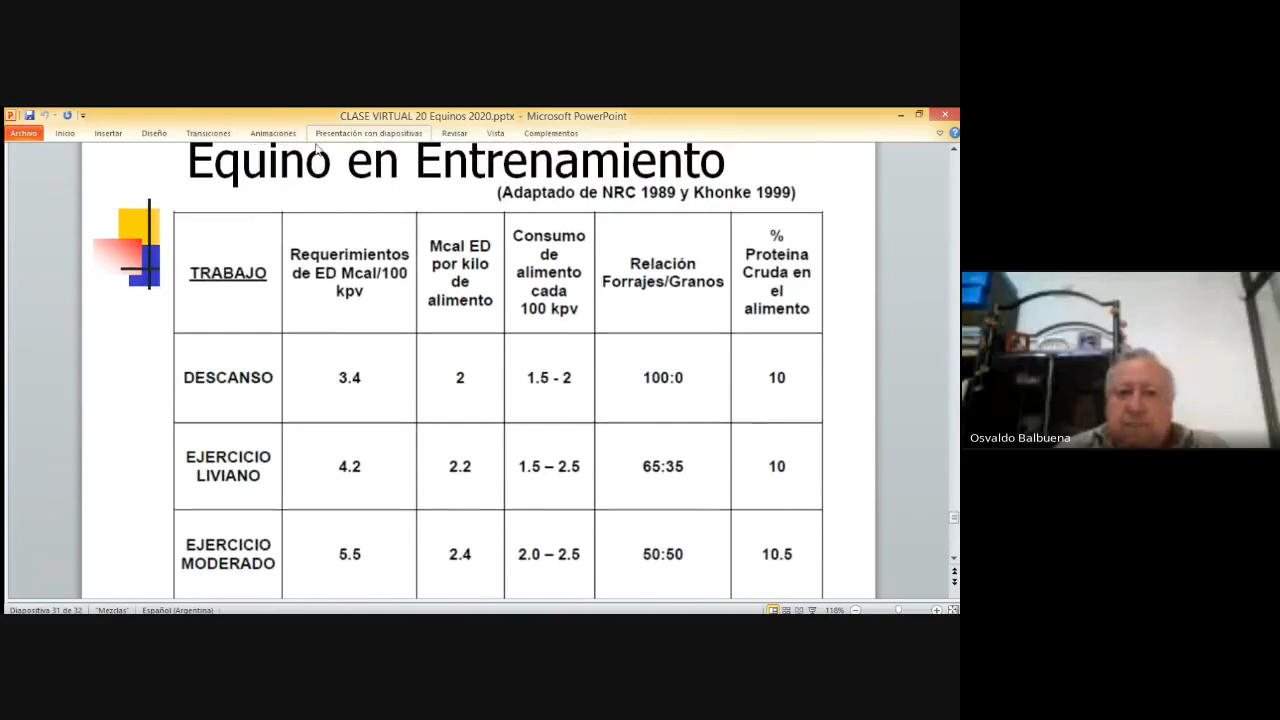 CLASE VIRTUAL 20 Equinos 2020.pptx - Microsoft PowerPoint
Archivo Inicio Insertar Diseño Transiciones Animaciones Presentación con diapositivas Revisar Vista Complementos
Equino en Entrenamiento
(Adaptado de NRC 1989 y Khonke 1999)
TRABAJO
Requerimientos
de ED Mcal/100
kpv
Mcal ED
por kilo
de
alimento
Consumo
de
alimento
cada
100 kpv
Relación
Forrajes/Granos
%
Proteina
Cruda en
el
alimento
DESCANSO 3.4 2 1.5 - 2 100:0 10
EJERCICIO
LIVIANO
4.2 2.2 1.5 – 2.5 65:35 10
EJERCICIO
MODERADO
5.5 2.4 2.0 – 2.5 50:50 10.5
Diapositiva 31 de 32 "Mezclas" Español (Argentina) 118%
Osvaldo Balbuena